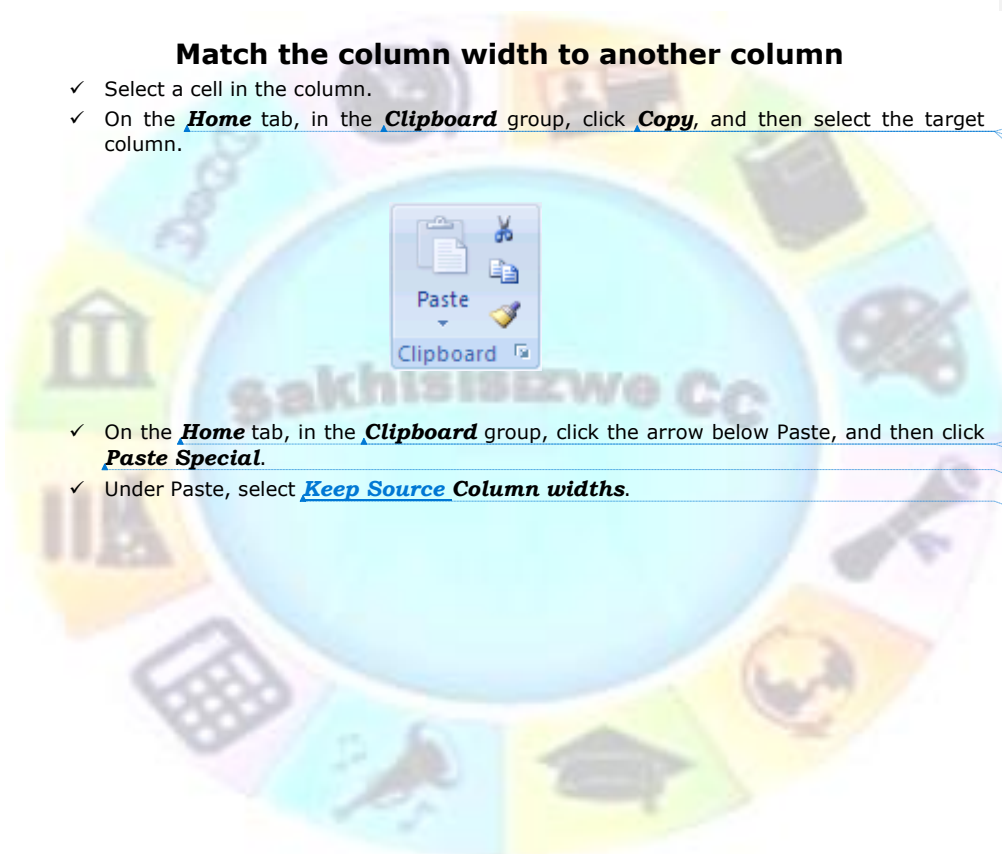 Match the column width to another column
✓ Select a cell in the column.
✓ On the Home tab, in the Clipboard group, click Copy, and then select the target
column.
Paste
Clipboard
Sakhisisizwe Cc
✓ On the Home tab, in the Clipboard group, click the arrow below Paste, and then click
Paste Special.
✓ Under Paste, select Keep Source Column widths.